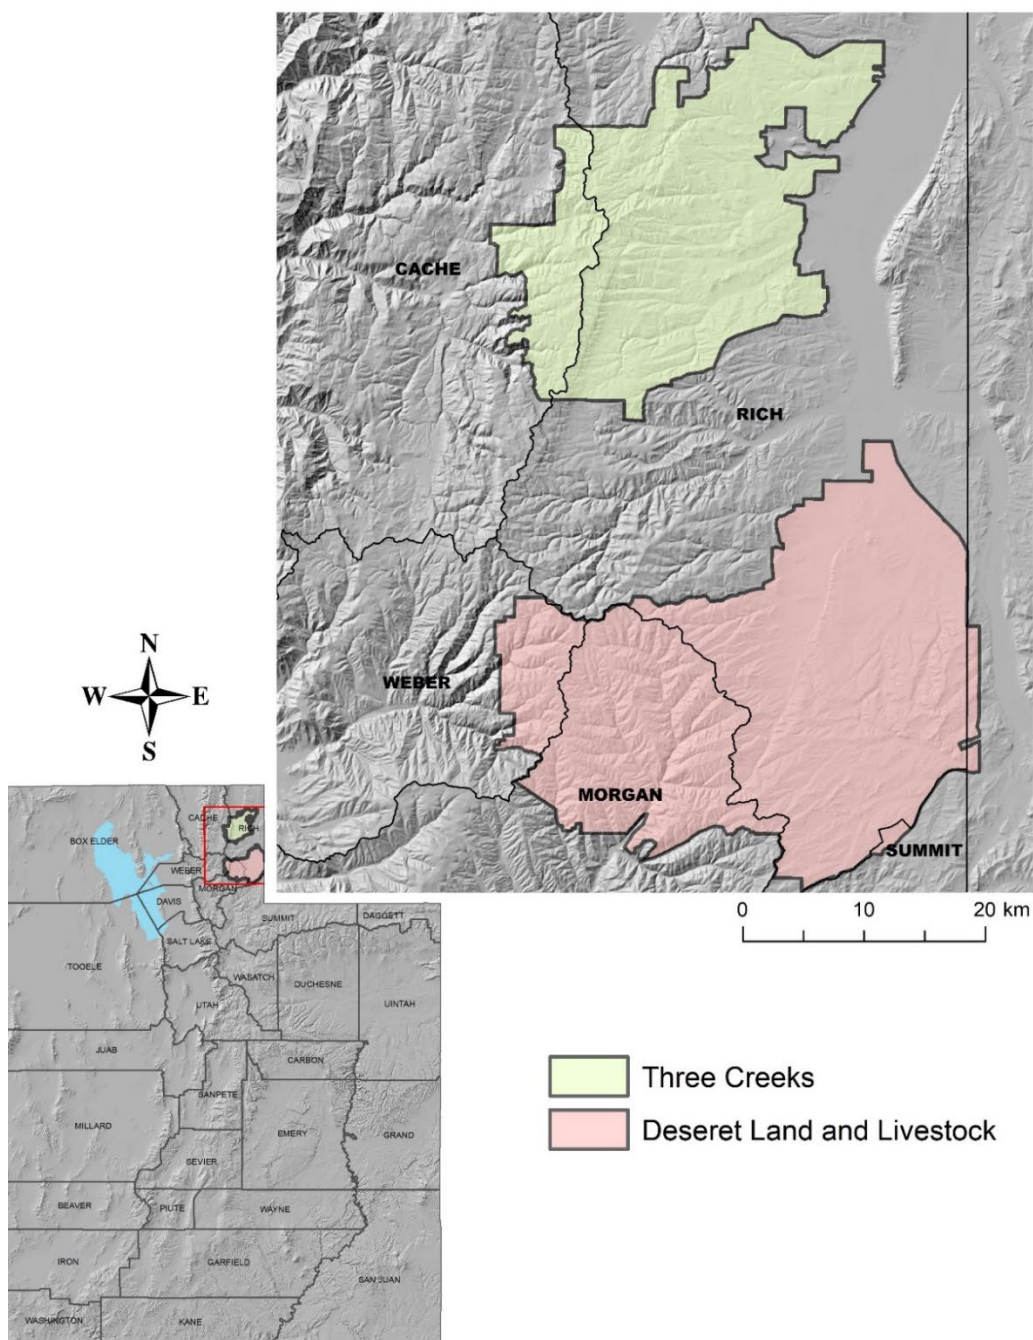 CACHE
RICH
WEBER
MORGAN
SUMMIT
N
W E
S
0 10 20 km
CACHE
RICH
BOX ELDER
WEBER
MORGAN
DAVIS
SUMMIT
DAGGETT
SALT LAKE
TOOELE
WASATCH
DUCHESNE
UINTAH
UTAH
JUAB
CARBON
SANPETE
MILLARD
EMERY
GRAND
SEVIER
BEAVER
PIUTE
WAYNE
IRON
GARFIELD
SAN JUAN
WASHINGTON
KANE
Three Creeks
Deseret Land and Livestock